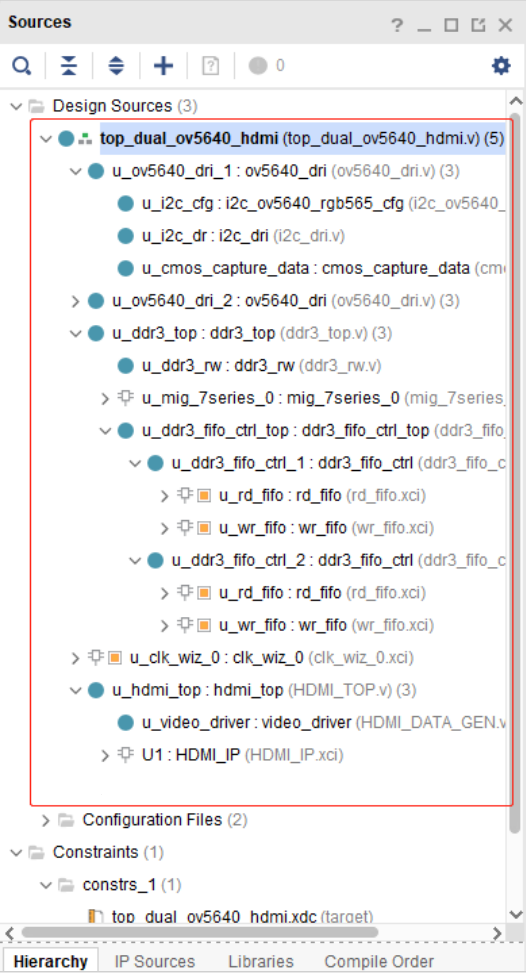 Sources
? _ □ X
0
Design Sources (3)
top_dual_ov5640_hdmi (top_dual_ov5640_hdmi.v) (5)
u_ov5640_dri_1 : ov5640_dri (ov5640_dri.v) (3)
u_i2c_cfg : i2c_ov5640_rgb565_cfg (i2c_ov5640_
u_i2c_dr : i2c_dri (i2c_dri.v)
u_cmos_capture_data : cmos_capture_data (cm
u_ov5640_dri_2 : ov5640_dri (ov5640_dri.v) (3)
u_ddr3_top : ddr3_top (ddr3_top.v) (3)
u_ddr3_rw : ddr3_rw (ddr3_rw.v)
u_mig_7series_0 : mig_7series_0 (mig_7series_
u_ddr3_fifo_ctrl_top : ddr3_fifo_ctrl_top (ddr3_fifo_
u_ddr3_fifo_ctrl_1 : ddr3_fifo_ctrl (ddr3_fifo_c
u_rd_fifo : rd_fifo (rd_fifo.xci)
u_wr_fifo : wr_fifo (wr_fifo.xci)
u_ddr3_fifo_ctrl_2 : ddr3_fifo_ctrl (ddr3_fifo_c
u_rd_fifo : rd_fifo (rd_fifo.xci)
u_wr_fifo : wr_fifo (wr_fifo.xci)
u_clk_wiz_0 : clk_wiz_0 (clk_wiz_0.xci)
u_hdmi_top : hdmi_top (HDMI_TOP.v) (3)
u_video_driver : video_driver (HDMI_DATA_GEN.v
U1 : HDMI_IP (HDMI_IP.xci)
Configuration Files (2)
Constraints (1)
constrs_1 (1)
top_dual_ov5640_hdmi.xdc (target)
Hierarchy IP Sources Libraries Compile Order